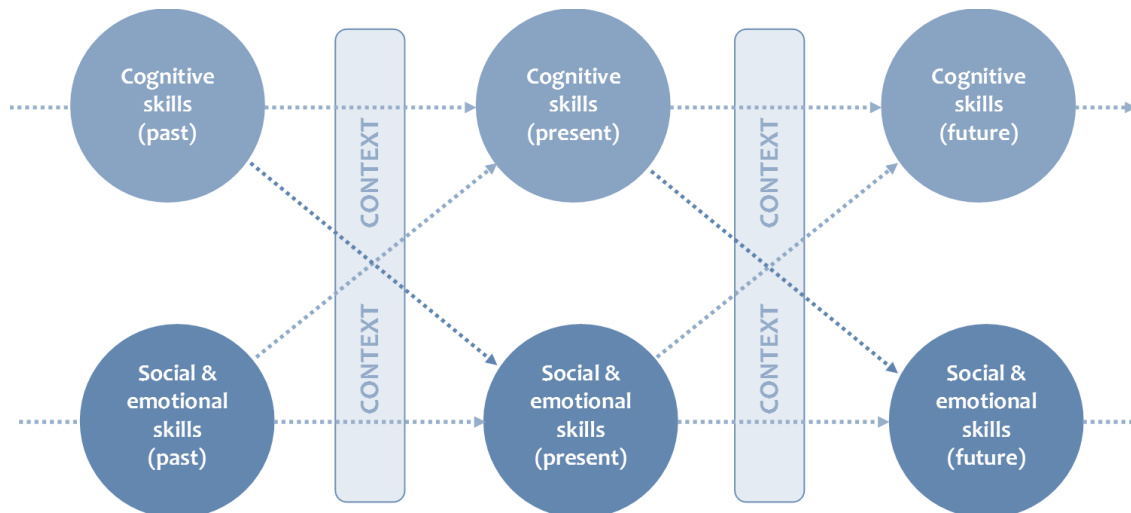 Cognitive
skills
(past)
CONTEXT
Cognitive
skills
(present)
CONTEXT
Cognitive
skills
(future)
Social &
emotional
skills
(past)
CONTEXT
Social &
emotional
skills
(present)
CONTEXT
Social &
emotional
skills
(future)